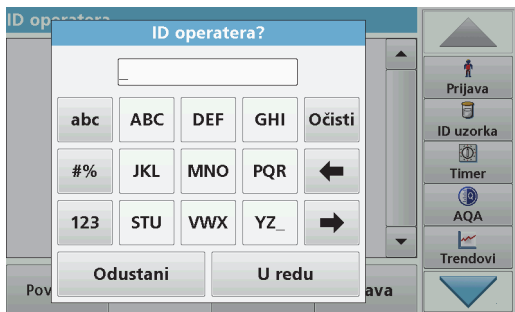 ID operatera
ID operatera?
_
abc ABC DEF GHI Očisti
#% JKL MNO PQR
123 STU VWX YZ_
Odustani U redu
Prijava
ID uzorka
Timer
AQA
Trendovi